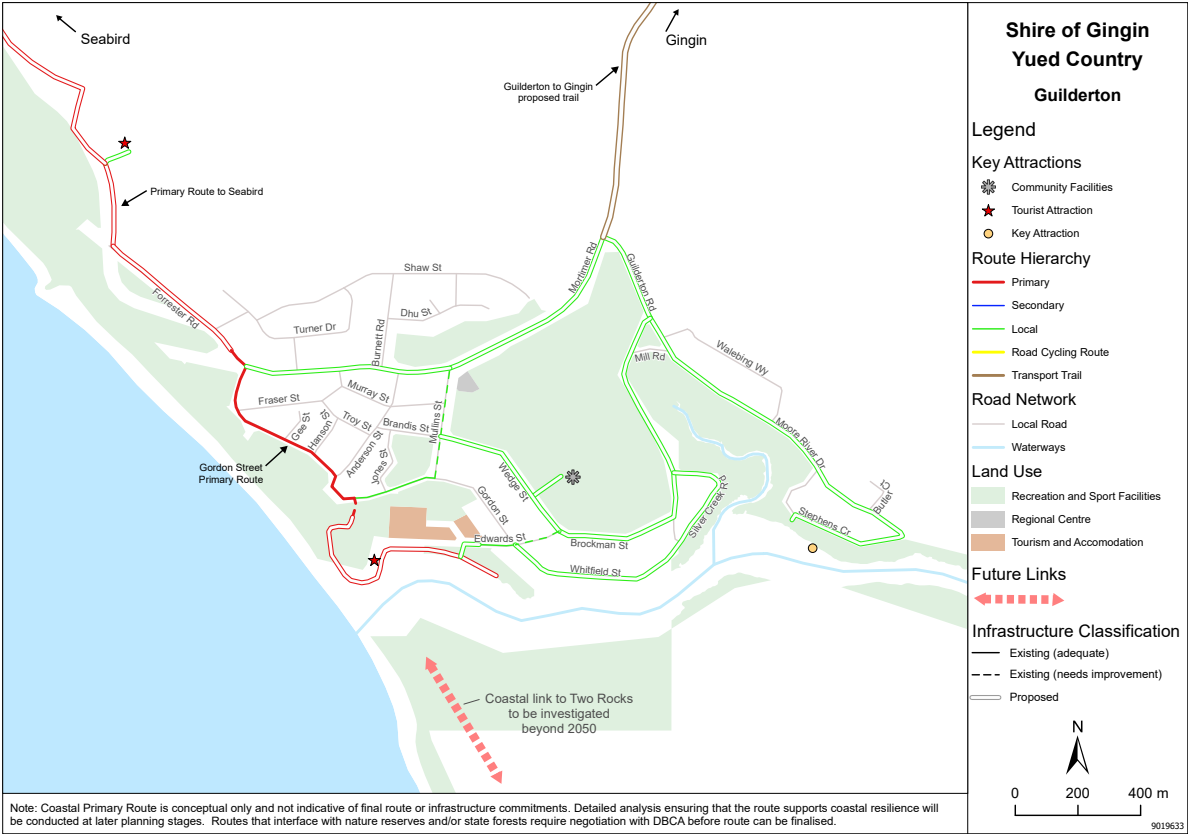 Seabird
Gingin
Guilderton to Gingin
proposed trail
Primary Route to Seabird
Forrester Rd
Shaw St
Turner Dr
Burnett Rd
Dhu St
Mortimer Rd
Guilderton Rd
Mill Rd
Walebing Wy
Moore River Dr
Butler Ct
Stephens Cr
Fraser St
Murray St
Gee St
Hanson St
Troy St
Brandis St
Anderson St
Jones St
Mullins St
Gordon Street
Primary Route
Wedge St
Gordon St
Edwards St
Brockman St
Whitfield St
Silver Creek Rd
Coastal link to Two Rocks
to be investigated
beyond 2050
Note: Coastal Primary Route is conceptual only and not indicative of final route or infrastructure commitments. Detailed analysis ensuring that the route supports coastal resilience will
be conducted at later planning stages. Routes that interface with nature reserves and/or state forests require negotiation with DBCA before route can be finalised.
Shire of Gingin
Yued Country
Guilderton
Legend
Key Attractions
Community Facilities
Tourist Attraction
Key Attraction
Route Hierarchy
Primary
Secondary
Local
Road Cycling Route
Transport Trail
Road Network
Local Road
Waterways
Land Use
Recreation and Sport Facilities
Regional Centre
Tourism and Accomodation
Future Links
Infrastructure Classification
Existing (adequate)
Existing (needs improvement)
Proposed
N
0 200 400 m
9019633